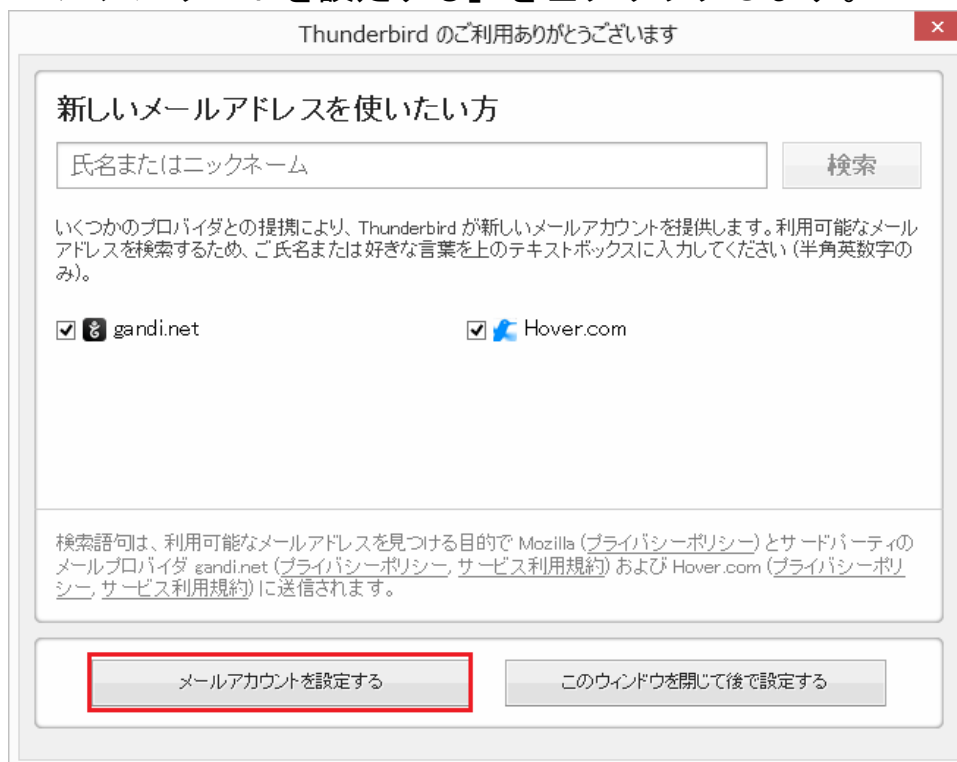 を設定する」を
します。
Thunderbird のご利用ありがとうございます
新しいメールアドレスを使いたい方
氏名またはニックネーム
検索
いくつかのプロバイダとの提携により、Thunderbird が新しいメールアカウントを提供します。利用可能なメール
アドレスを検索するため、ご氏名または好きな言葉を上のテキストボックスに入力してください (半角英数字の
み)。
gandi.net
Hover.com
検索語句は、利用可能なメールアドレスを見つける目的で Mozilla (プライバシーポリシー) とサードパーティの
メールプロバイダ gandi.net (プライバシーポリシー, サービス利用規約) および Hover.com (プライバシーポリ
シー, サービス利用規約) に送信されます。
メールアカウントを設定する
このウィンドウを閉じて後で設定する